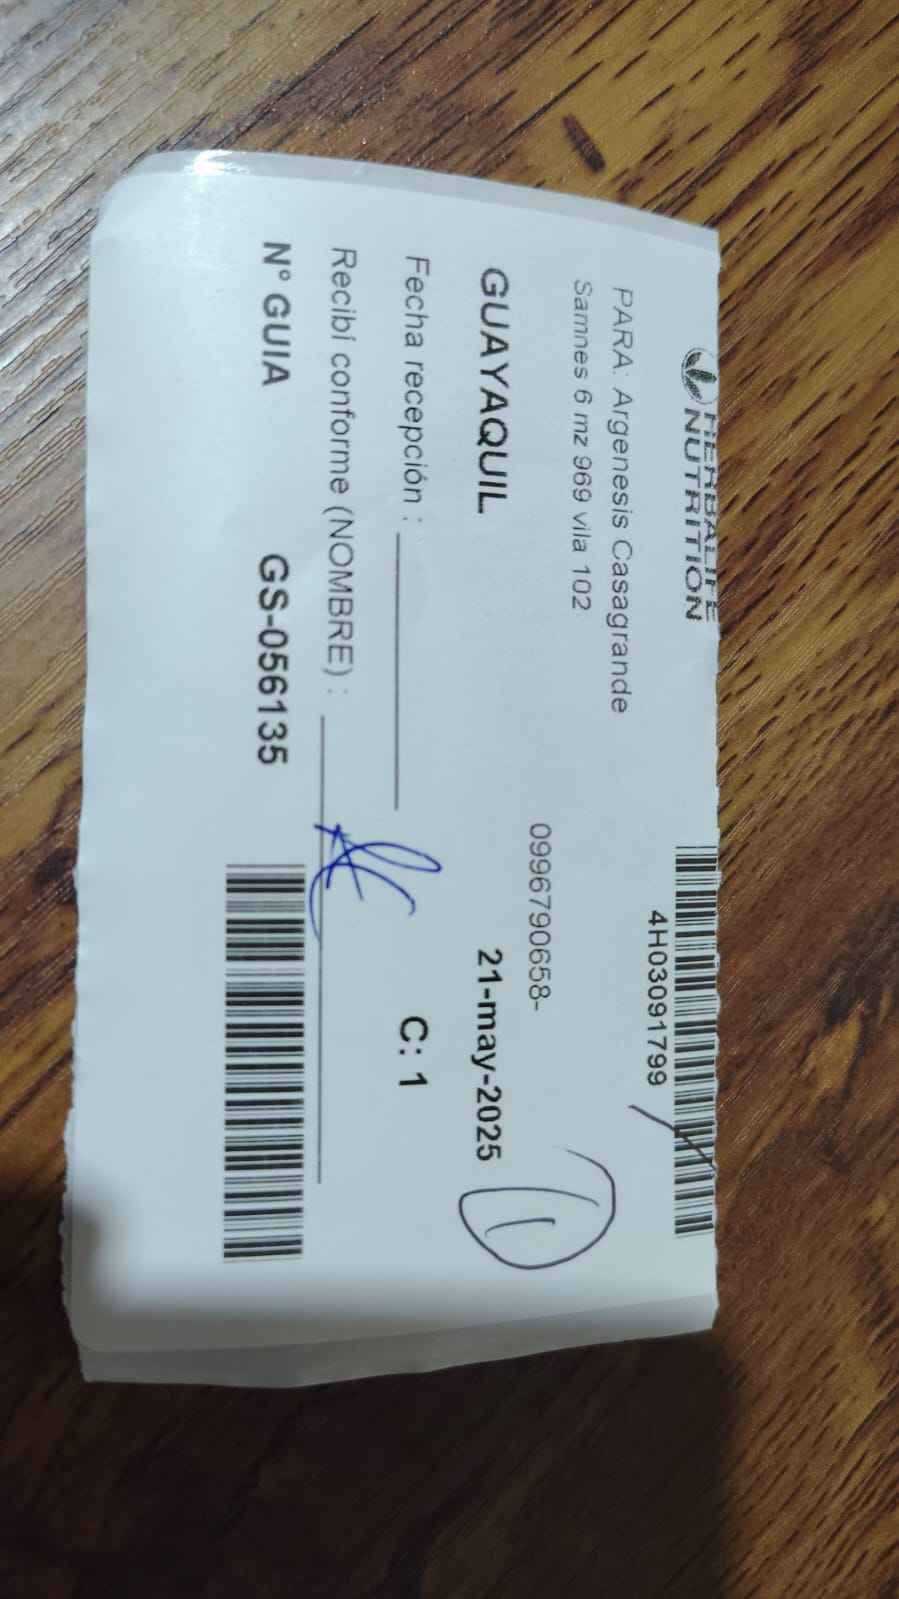 HERBALIFE
NUTRITION
4H03091799
PARA: Argenesis Casagrande
Samnes 6 mz 969 vila 102
0996790658-
GUAYAQUIL 21-may-2025
Fecha recepción : C: 1
Recibí conforme (NOMBRE) :
N° GUIA GS-056135